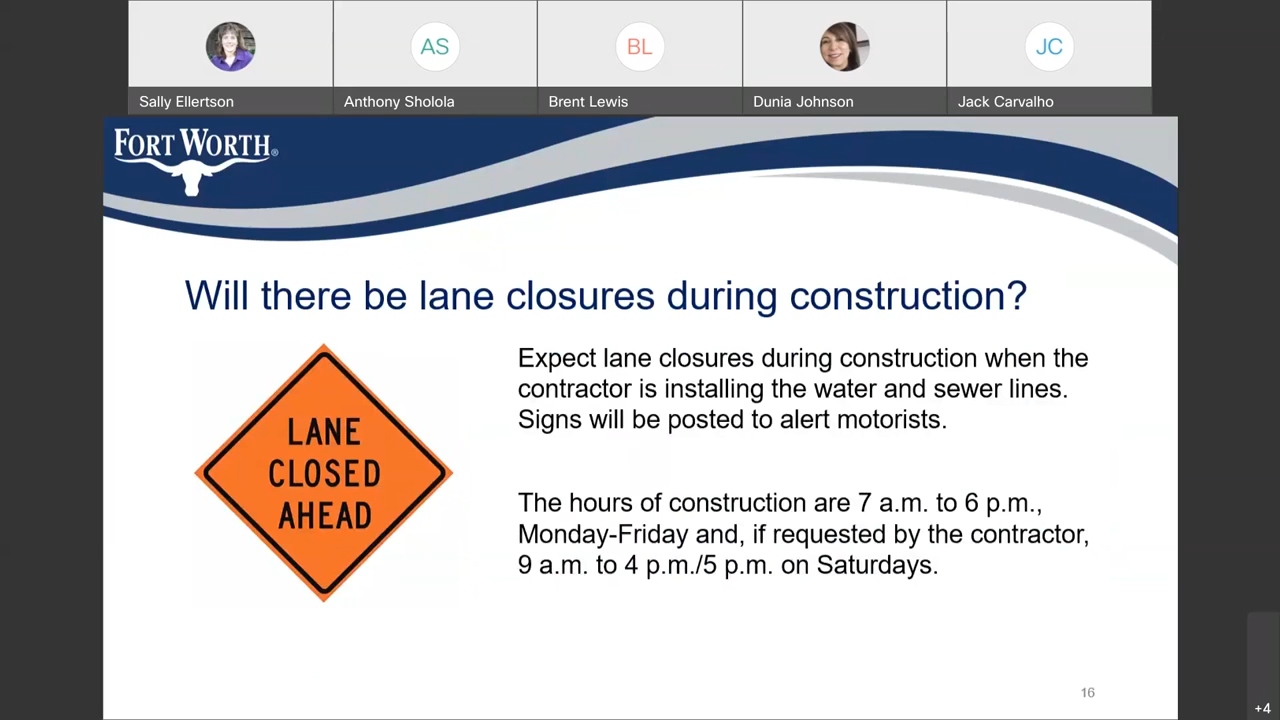 AS
BL
JC
Sally Ellertson
Anthony Sholola
Brent Lewis
Dunia Johnson
Jack Carvalho
FORT WORTH®
Will there be lane closures during construction?
LANE
CLOSED
AHEAD
Expect lane closures during construction when the
contractor is installing the water and sewer lines.
Signs will be posted to alert motorists.
The hours of construction are 7 a.m. to 6 p.m.,
Monday-Friday and, if requested by the contractor,
9 a.m. to 4 p.m./5 p.m. on Saturdays.
16
+4